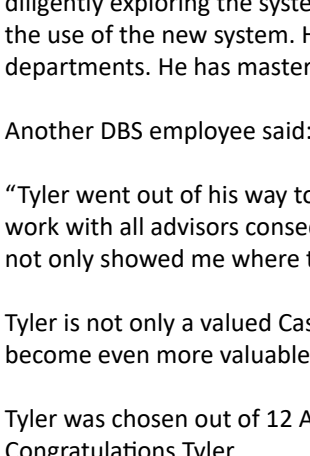 diligently exploring the syste
the use of the new system. H
departments. He has master
Another DBS employee said:
“Tyler went out of his way to
work with all advisors conse
not only showed me where t
Tyler is not only a valued Cas
become even more valuable
Tyler was chosen out of 12 A
Congratulations Tyler